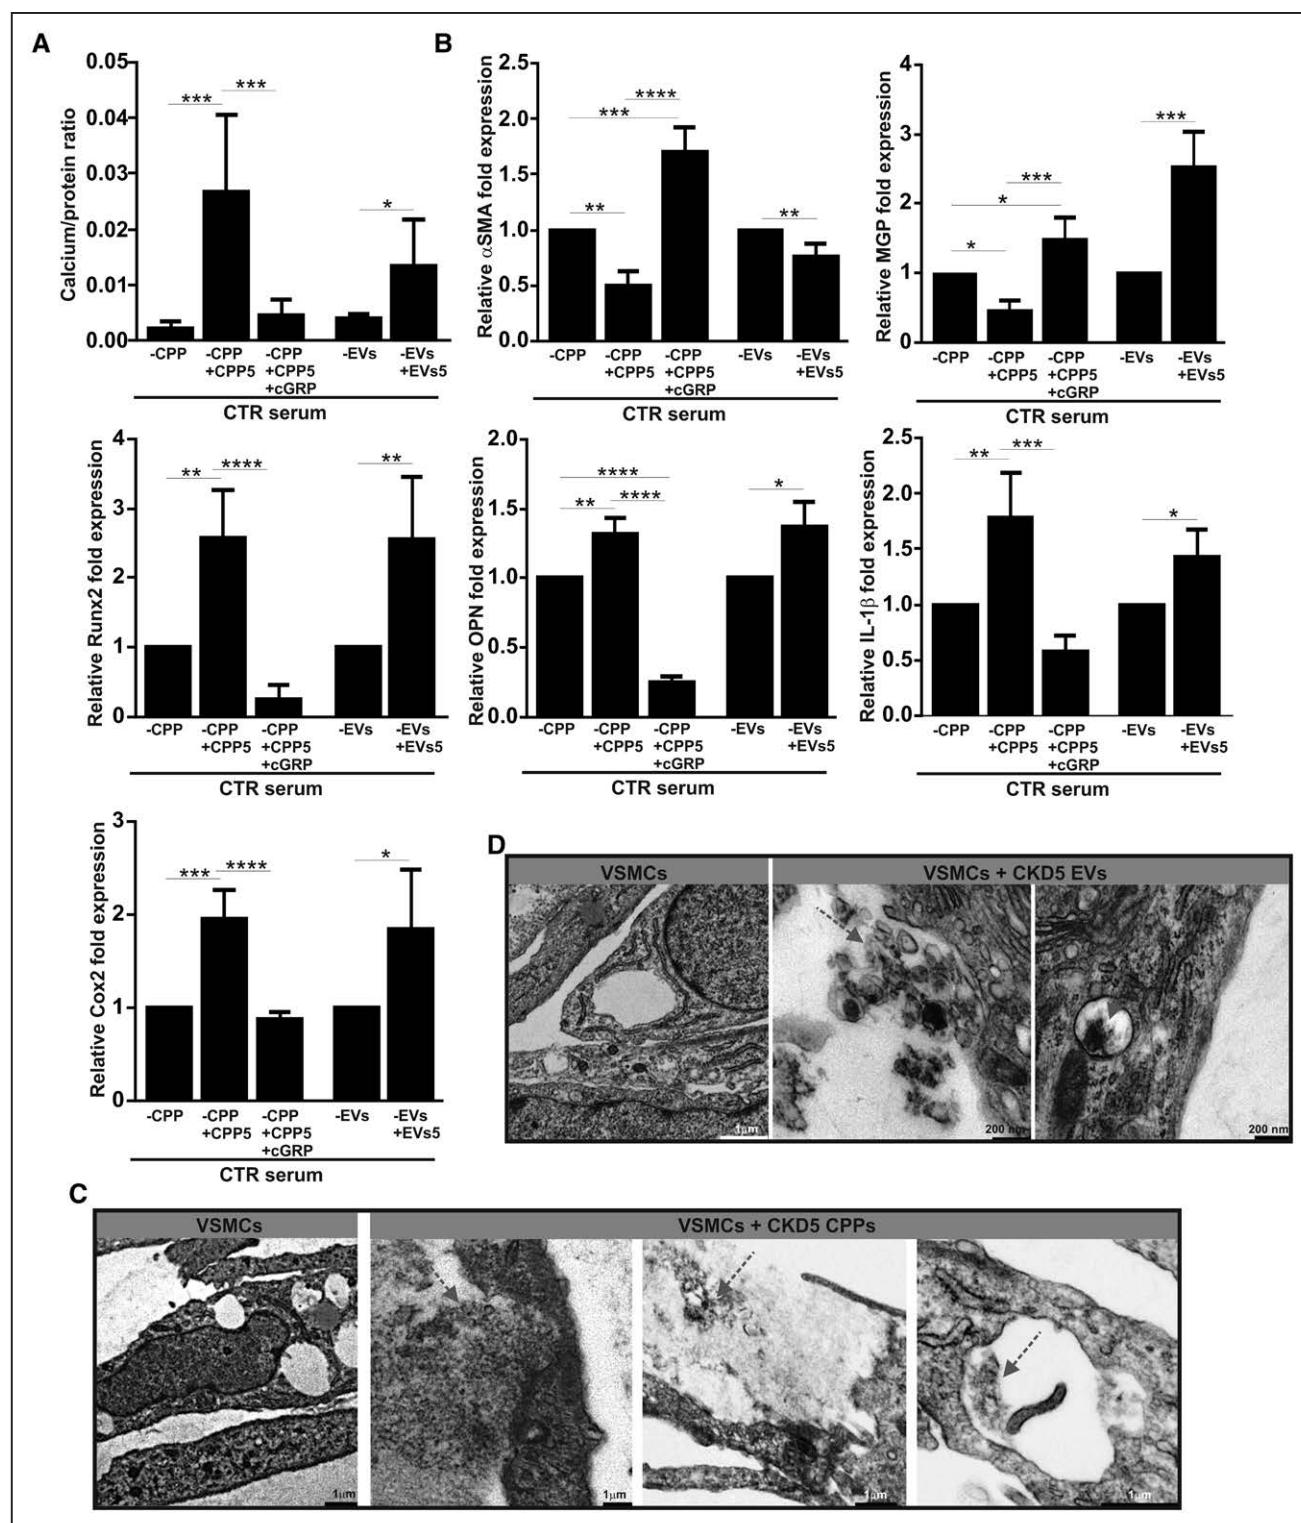 A
Calcium/protein ratio
0.05
0.04
0.03
0.02
0.01
0.00
***
***
*
-CPP
-CPP
+CPP5
-CPP
+CPP5
+cGRP
-EVs
-EVs
+EVs5
CTR serum
B
Relative αSMA fold expression
2.5
2.0
1.5
1.0
0.5
0.0
****
***
**
**
-CPP
-CPP
+CPP5
-CPP
+CPP5
+cGRP
-EVs
-EVs
+EVs5
CTR serum
Relative MGP fold expression
4
3
2
1
0
***
***
*
*
-CPP
-CPP
+CPP5
-CPP
+CPP5
+cGRP
-EVs
-EVs
+EVs5
CTR serum
Relative Runx2 fold expression
4
3
2
1
0
**
****
**
-CPP
-CPP
+CPP5
-CPP
+CPP5
+cGRP
-EVs
-EVs
+EVs5
CTR serum
Relative OPN fold expression
2.0
1.5
1.0
0.5
0.0
****
**
****
*
-CPP
-CPP
+CPP5
-CPP
+CPP5
+cGRP
-EVs
-EVs
+EVs5
CTR serum
Relative IL-1β fold expression
2.5
2.0
1.5
1.0
0.5
0.0
**
***
*
-CPP
-CPP
+CPP5
-CPP
+CPP5
+cGRP
-EVs
-EVs
+EVs5
CTR serum
Relative Cox2 fold expression
3
2
1
0
***
****
*
-CPP
-CPP
+CPP5
-CPP
+CPP5
+cGRP
-EVs
-EVs
+EVs5
CTR serum
D
VSMCs
VSMCs + CKD5 EVs
1µm
200 nm
200 nm
C
VSMCs
VSMCs + CKD5 CPPs
1µm
1µm
1µm
1µm